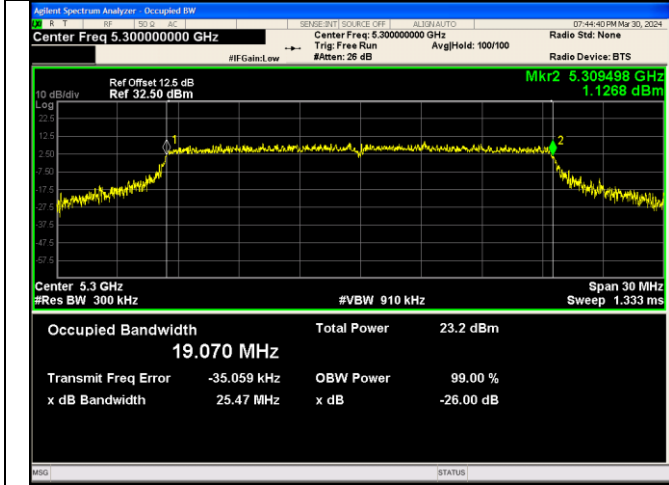 Agilent Spectrum Analyzer - Occupied BW
R T RF 50 Ω AC SENSE:INT SOURCE OFF ALIGN AUTO 07:44:40 PM Mar 30, 2024
Center Freq 5.300000000 GHz Center Freq: 5.300000000 GHz Radio Std: None
Trig: Free Run Avg|Hold: 100/100
#IFGain:Low #Atten: 26 dB Radio Device: BTS
Ref Offset 12.5 dB Mkr2 5.309498 GHz
10 dB/div Ref 32.50 dBm 1.1268 dBm
Log
22.5
12.5
2.50
-7.50
-17.5
-27.5
-37.5
-47.5
-57.5
1
2
Center 5.3 GHz Span 30 MHz
#Res BW 300 kHz #VBW 910 kHz Sweep 1.333 ms
Occupied Bandwidth Total Power 23.2 dBm
19.070 MHz
Transmit Freq Error -35.059 kHz OBW Power 99.00 %
x dB Bandwidth 25.47 MHz x dB -26.00 dB
MSG STATUS